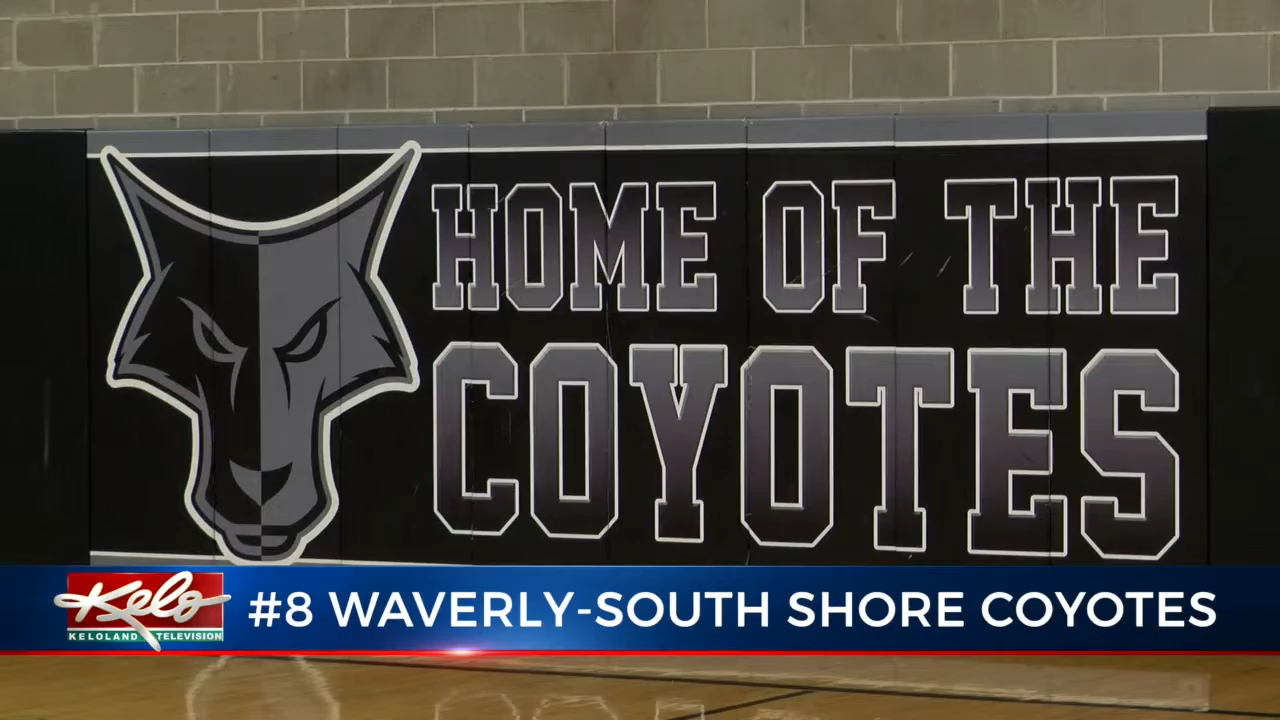 HOME OF THE
COYOTES
Kelo
KELOLAND TELEVISION
#8 WAVERLY-SOUTH SHORE COYOTES